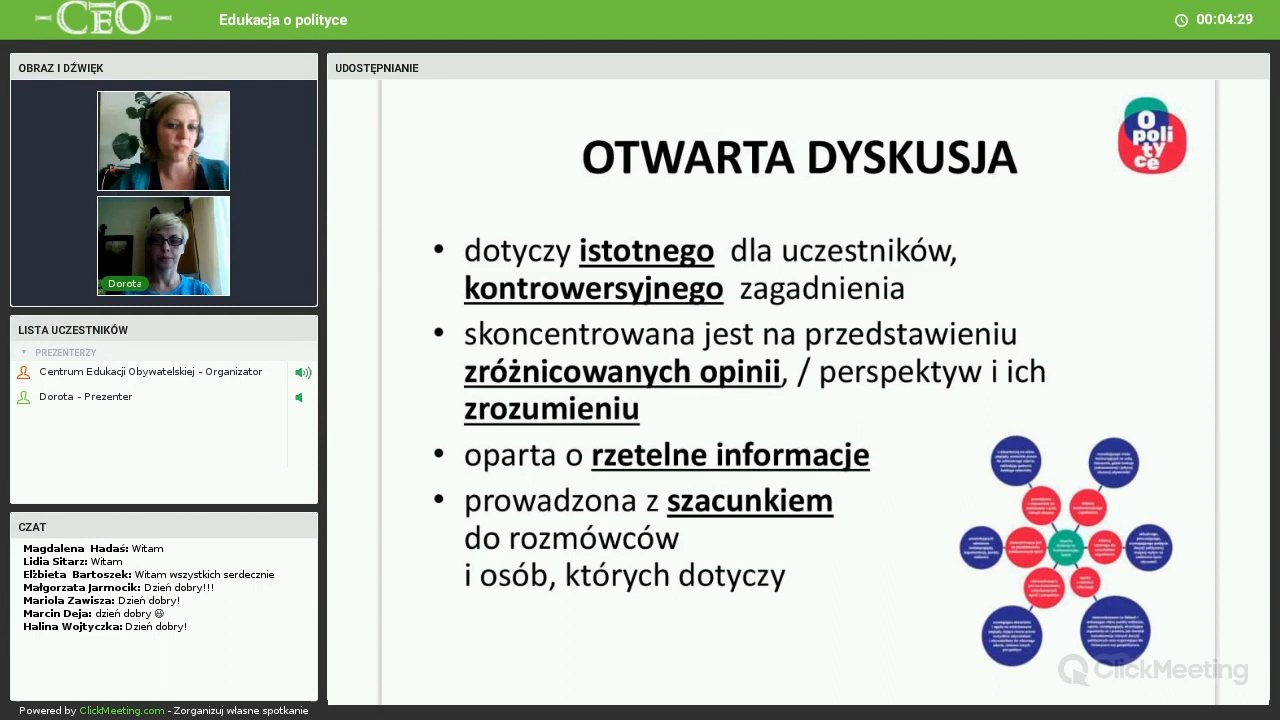 CEO
Edukacja o polityce
00:04:29
OBRAZ I DŹWIĘK
Dorota
LISTA UCZESTNIKÓW
PREZENTERZY
Centrum Edukacji Obywatelskiej - Organizator
Dorota - Prezenter
CZAT
Magdalena Hadaś: Witam
Lidia Sitarz: Witam
Elżbieta Bartoszek: Witam wszystkich serdecznie
Małgorzata Jarmocik: Dzień dobry!!!
Mariola Zawisza: Dzień dobry!
Marcin Deja: dzień dobry 😃
Halina Wojtyczka: Dzień dobry!
Powered by ClickMeeting.com - Zorganizuj własne spotkanie
UDOSTĘPNIANIE
O
poli
ty
ce
OTWARTA DYSKUSJA
• dotyczy istotnego dla uczestników,
kontrowersyjnego zagadnienia
• skoncentrowana jest na przedstawieniu
zróżnicowanych opinii, / perspektyw i ich
zrozumieniu
• oparta o rzetelne informacje
• prowadzona z szacunkiem
do rozmówców
i osób, których dotyczy
ClickMeeting